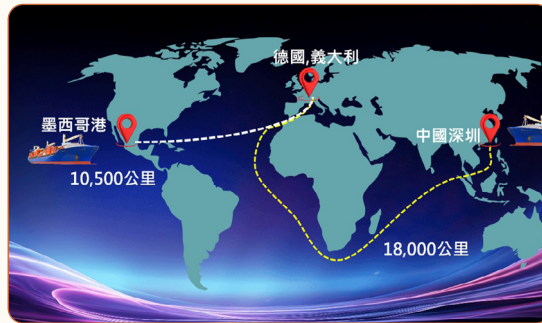 德國,義大利
墨西哥港
中國深圳
10,500公里
18,000公里